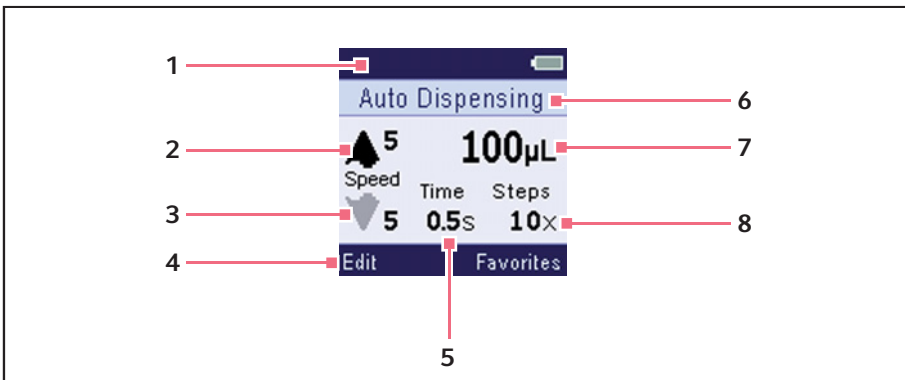 1
Auto Dispensing
6
2
5
100µL
7
Speed
Time
Steps
3
5
0.5s
10x
8
4
Edit
Favorites
5